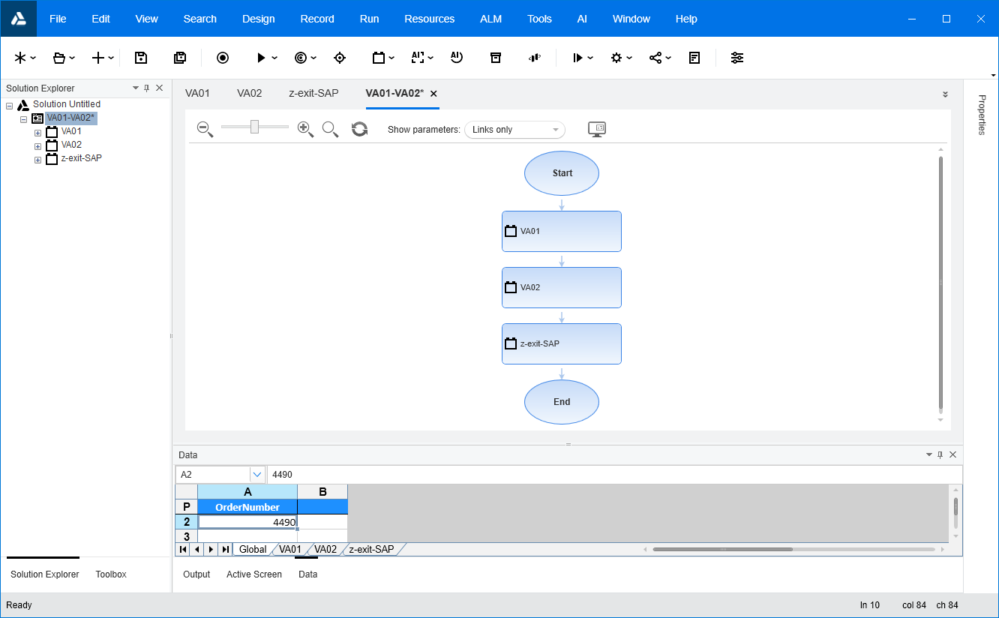 File Edit View Search Design Record Run Resources ALM Tools AI Window Help
AI AI
Solution Explorer
Solution Untitled
VA01-VA02*
VA01
VA02
z-exit-SAP
VA01 VA02 z-exit-SAP VA01-VA02*
Show parameters: Links only
Start
VA01
VA02
z-exit-SAP
End
Properties
Data
A2 4490
A B
P OrderNumber
2 4490
3
Global VA01 VA02 z-exit-SAP
Solution Explorer Toolbox
Output Active Screen Data
Ready ln 10 col 84 ch 84